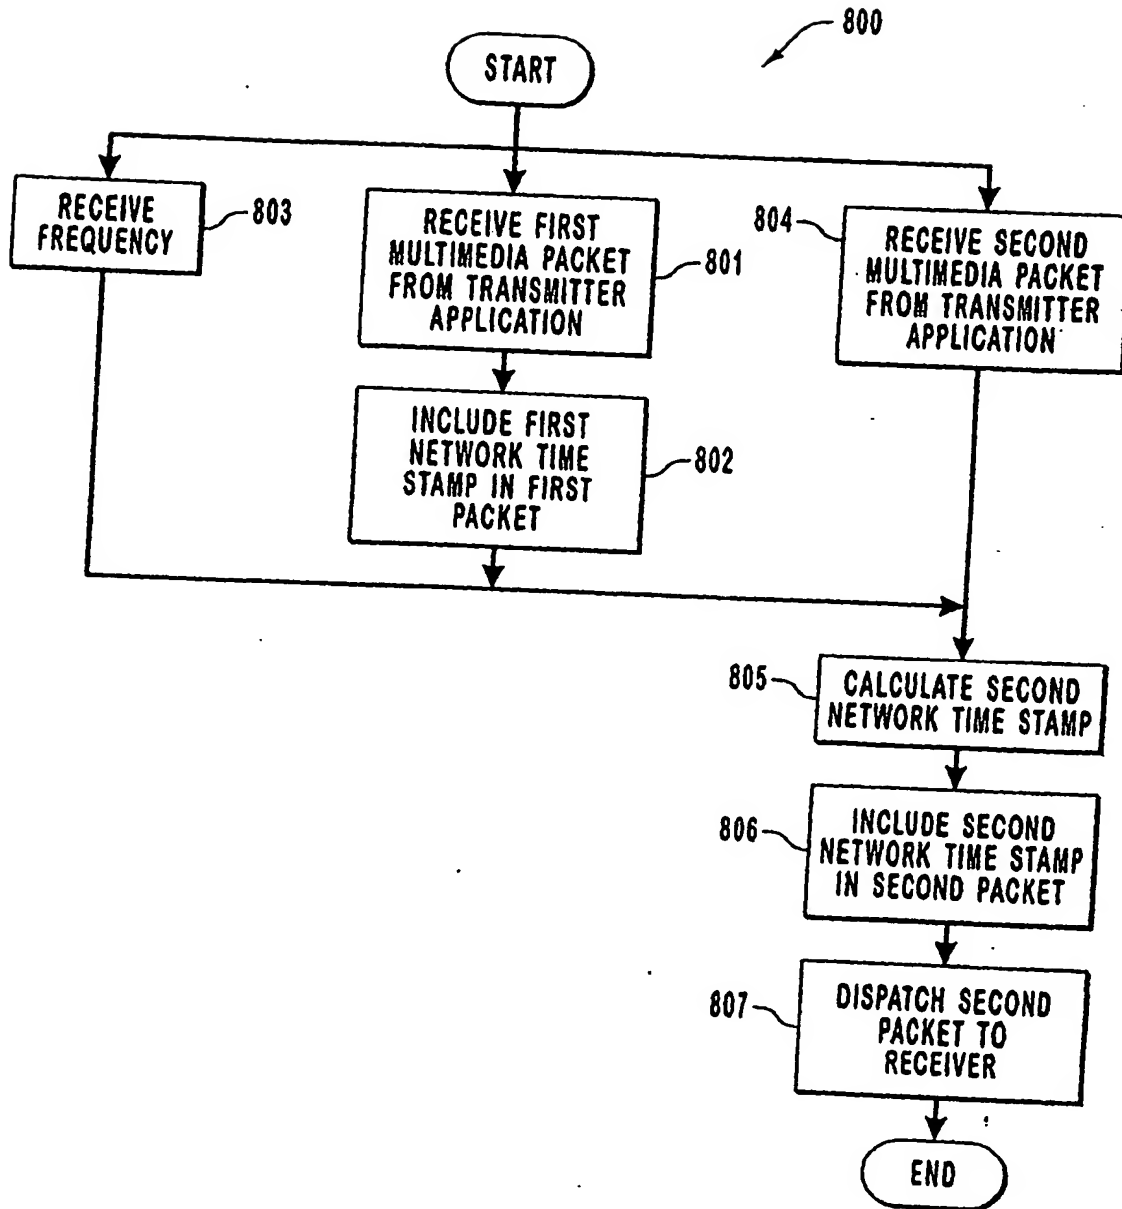 800
START
RECEIVE
FREQUENCY
803
RECEIVE FIRST
MULTIMEDIA PACKET
FROM TRANSMITTER
APPLICATION
801
804
RECEIVE SECOND
MULTIMEDIA PACKET
FROM TRANSMITTER
APPLICATION
INCLUDE FIRST
NETWORK TIME
STAMP IN FIRST
PACKET
802
805
CALCULATE SECOND
NETWORK TIME STAMP
806
INCLUDE SECOND
NETWORK TIME STAMP
IN SECOND PACKET
807
DISPATCH SECOND
PACKET TO
RECEIVER
END